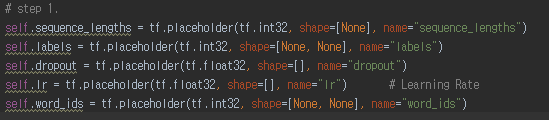 # step 1.
self.sequence_lengths = tf.placeholder(tf.int32, shape=[None], name="sequence_lengths")
self.labels = tf.placeholder(tf.int32, shape=[None, None], name="labels")
self.dropout = tf.placeholder(tf.float32, shape=[], name="dropout")
self.lr = tf.placeholder(tf.float32, shape=[], name="lr")      # Learning Rate
self.word_ids = tf.placeholder(tf.int32, shape=[None, None], name="word_ids")